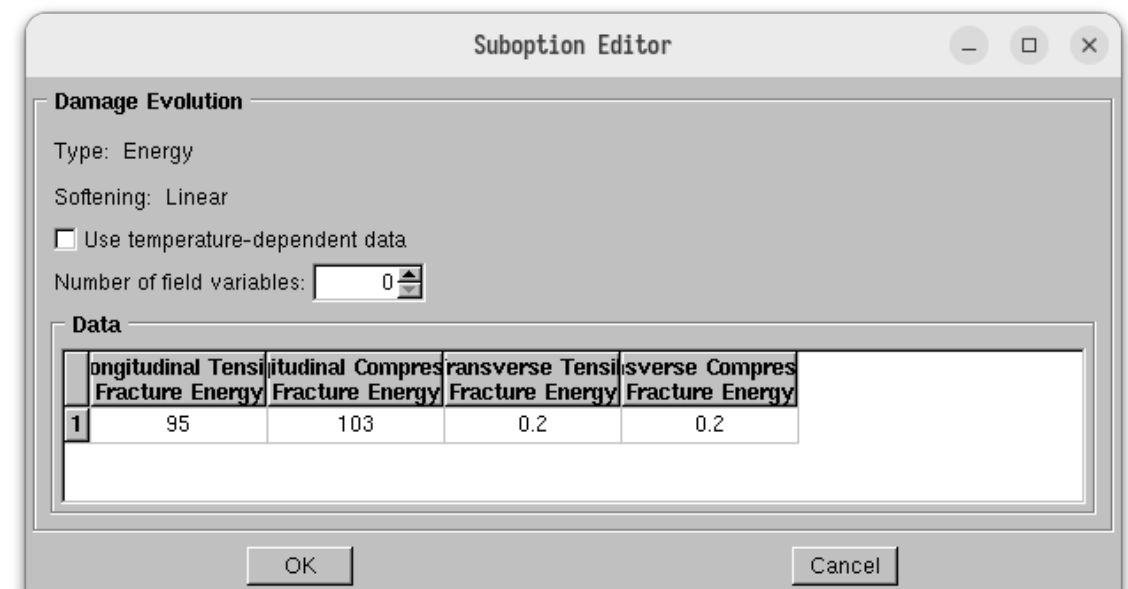 Suboption Editor
Damage Evolution
Type: Energy
Softening: Linear
Use temperature-dependent data
Number of field variables: 0
Data
ongitudinal Tensi itudinal Compres ransverse Tensil sverse Compres
Fracture Energy Fracture Energy Fracture Energy Fracture Energy
1 95 103 0.2 0.2
OK Cancel